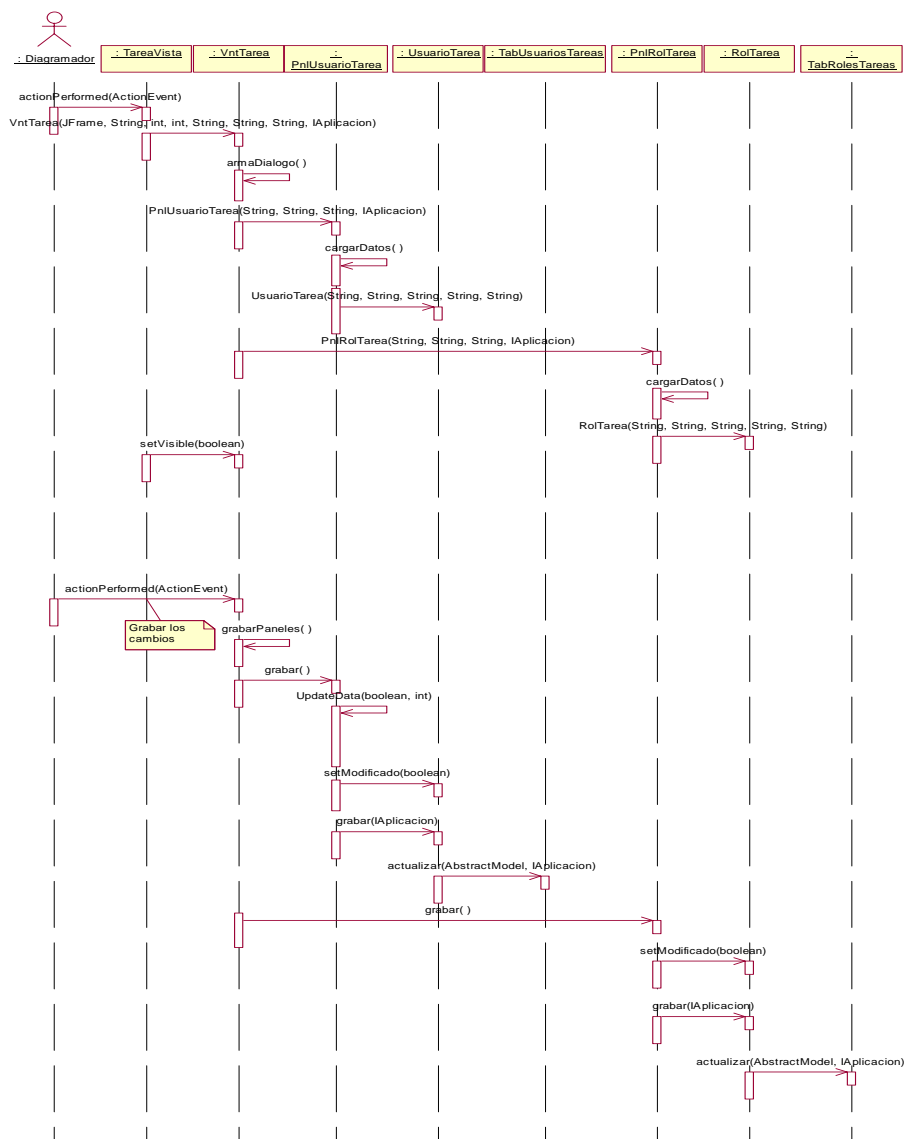 : Diagramador
: TareaVista
: VntTarea
:
PnlUsuarioTarea
: UsuarioTarea
: TabUsuariosTareas
: PnlRolTarea
: RolTarea
:
TabRolesTareas
actionPerformed(ActionEvent)
VntTarea(JFrame, String, int, int, String, String, String, IAplicacion)
armaDialogo( )
PnlUsuarioTarea(String, String, String, IAplicacion)
cargarDatos( )
UsuarioTarea(String, String, String, String, String)
PnlRolTarea(String, String, String, IAplicacion)
cargarDatos( )
RolTarea(String, String, String, String, String)
setVisible(boolean)
actionPerformed(ActionEvent)
Grabar los
cambios
grabarPaneles( )
grabar( )
UpdateData(boolean, int)
setModificado(boolean)
grabar(IAplicacion)
actualizar(AbstractModel, IAplicacion)
grabar( )
setModificado(boolean)
grabar(IAplicacion)
actualizar(AbstractModel, IAplicacion)